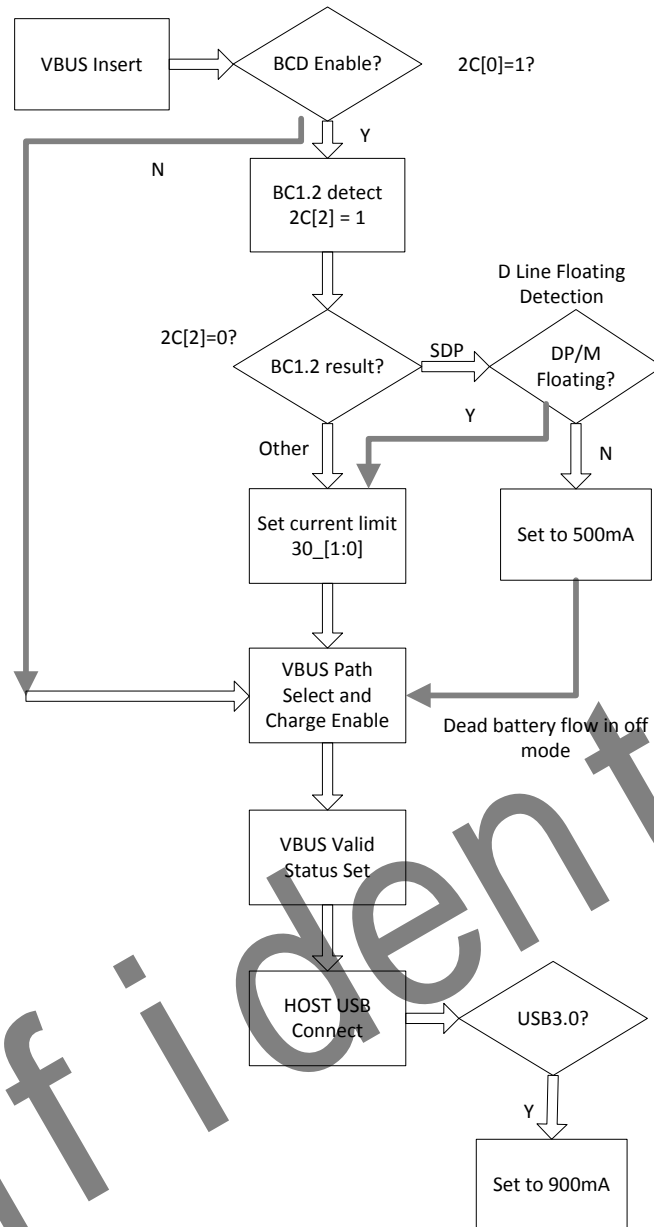 VBUS Insert
BCD Enable?
2C[0]=1?
Y
N
BC1.2 detect
2C[2] = 1
D Line Floating
Detection
2C[2]=0?
BC1.2 result?
SDP
DP/M
Floating?
Y
Other
N
Set current limit
30_[1:0]
Set to 500mA
VBUS Path
Select and
Charge Enable
Dead battery flow in off
mode
VBUS Valid
Status Set
HOST USB
Connect
USB3.0?
Y
Set to 900mA
fident